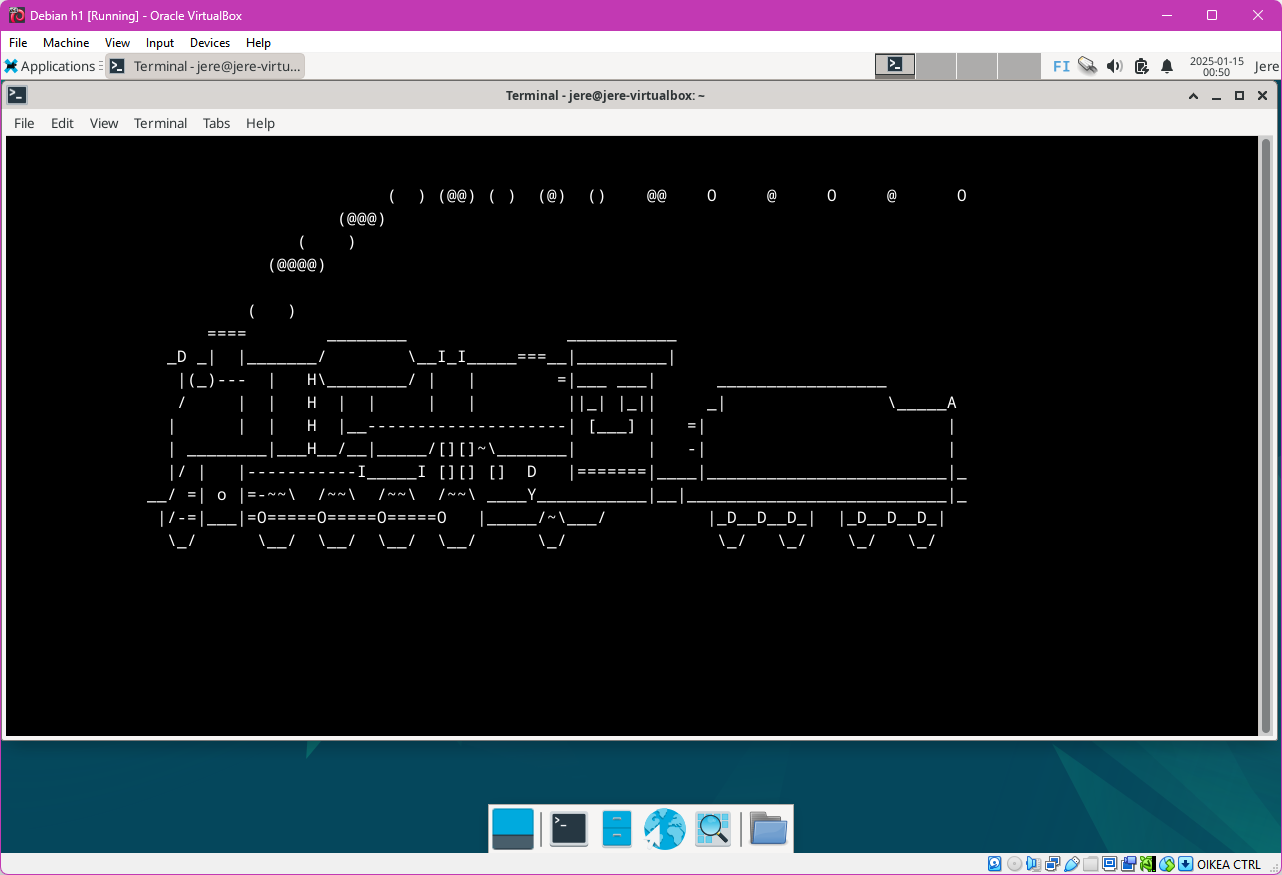 Debian h1 [Running] - Oracle VirtualBox
File Machine View Input Devices Help
Applications Terminal - jere@jere-virtu... FI 2025-01-15 00:50 Jere
Terminal - jere@jere-virtualbox: ~
File Edit View Terminal Tabs Help
                                      (  ) (@@) ( )  (@)  ()    @@    O     @     O     @      O
                                 (@@@)
                             (    )
                          (@@@@)

                        (   )
                    ====        ________                ___________
                _D _|  |_______/        \__I_I_____===__|_________|
                 |(_)---  |   H\________/ |   |        =|___ ___|      _________________
                 /     |  |   H  |  |     |   |         ||_| |_||     _|                \_____A
                |      |  |   H  |__--------------------| [___] |   =|                        |
                | ________|___H__/__|_____/[][]~\_______|       |   -|                        |
                |/ |   |-----------I_____I [][] []  D   |=======|____|________________________|_
              __/ =| o |=-~~\  /~~\  /~~\  /~~\ ____Y___________|__|__________________________|_
               |/-=|___|=O=====O=====O=====O   |_____/~\___/          |_D__D__D_|  |_D__D__D_|
                \_/      \__/  \__/  \__/  \__/      \_/               \_/   \_/    \_/   \_/
OIKEA CTRL